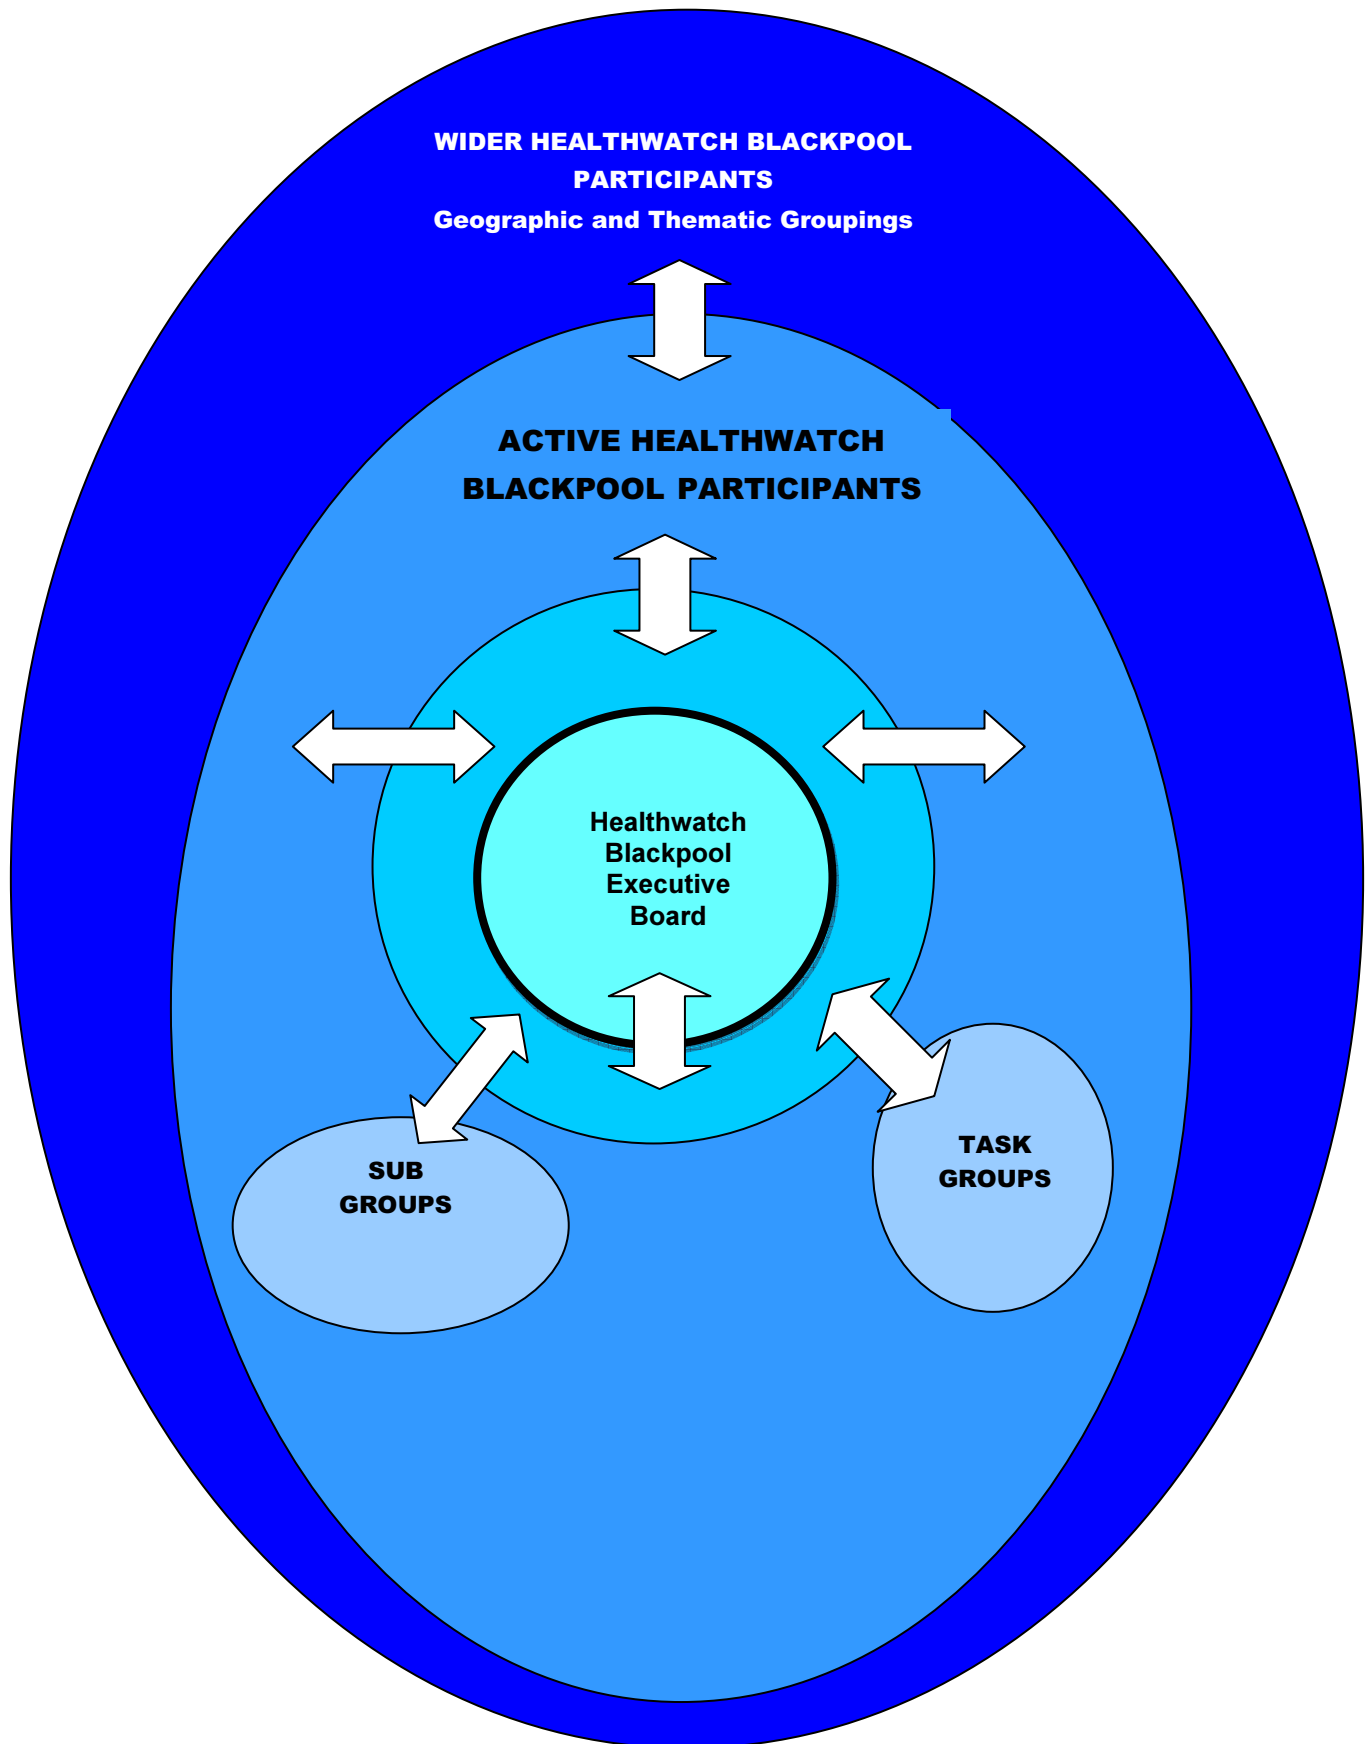 WIDER HEALTHWATCH BLACKPOOL
PARTICIPANTS
Geographic and Thematic Groupings
ACTIVE HEALTHWATCH
BLACKPOOL PARTICIPANTS
Healthwatch
Blackpool
Executive
Board
SUB
GROUPS
TASK
GROUPS